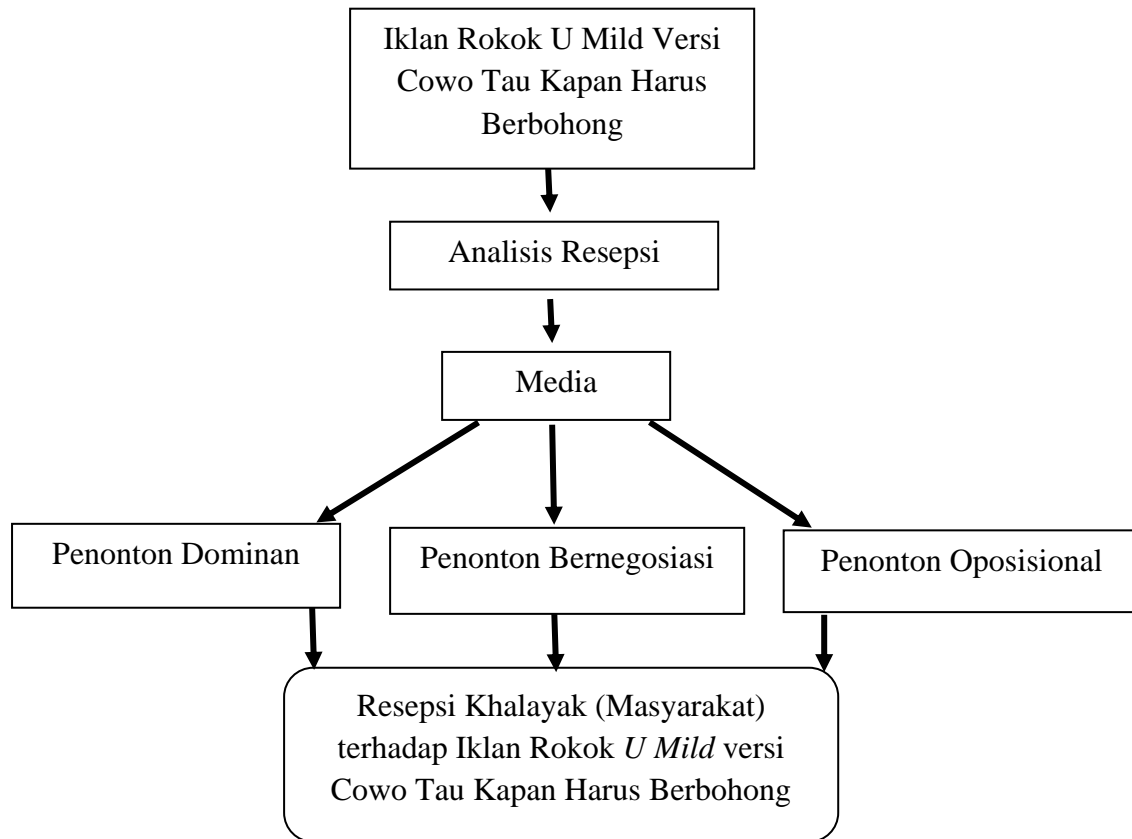 Iklan Rokok U Mild Versi
Cowo Tau Kapan Harus
Berbohong
Analisis Resepsi
Media
Penonton Dominan
Penonton Bernegosiasi
Penonton Oposisional
Resepsi Khalayak (Masyarakat)
terhadap Iklan Rokok U Mild versi
Cowo Tau Kapan Harus Berbohong